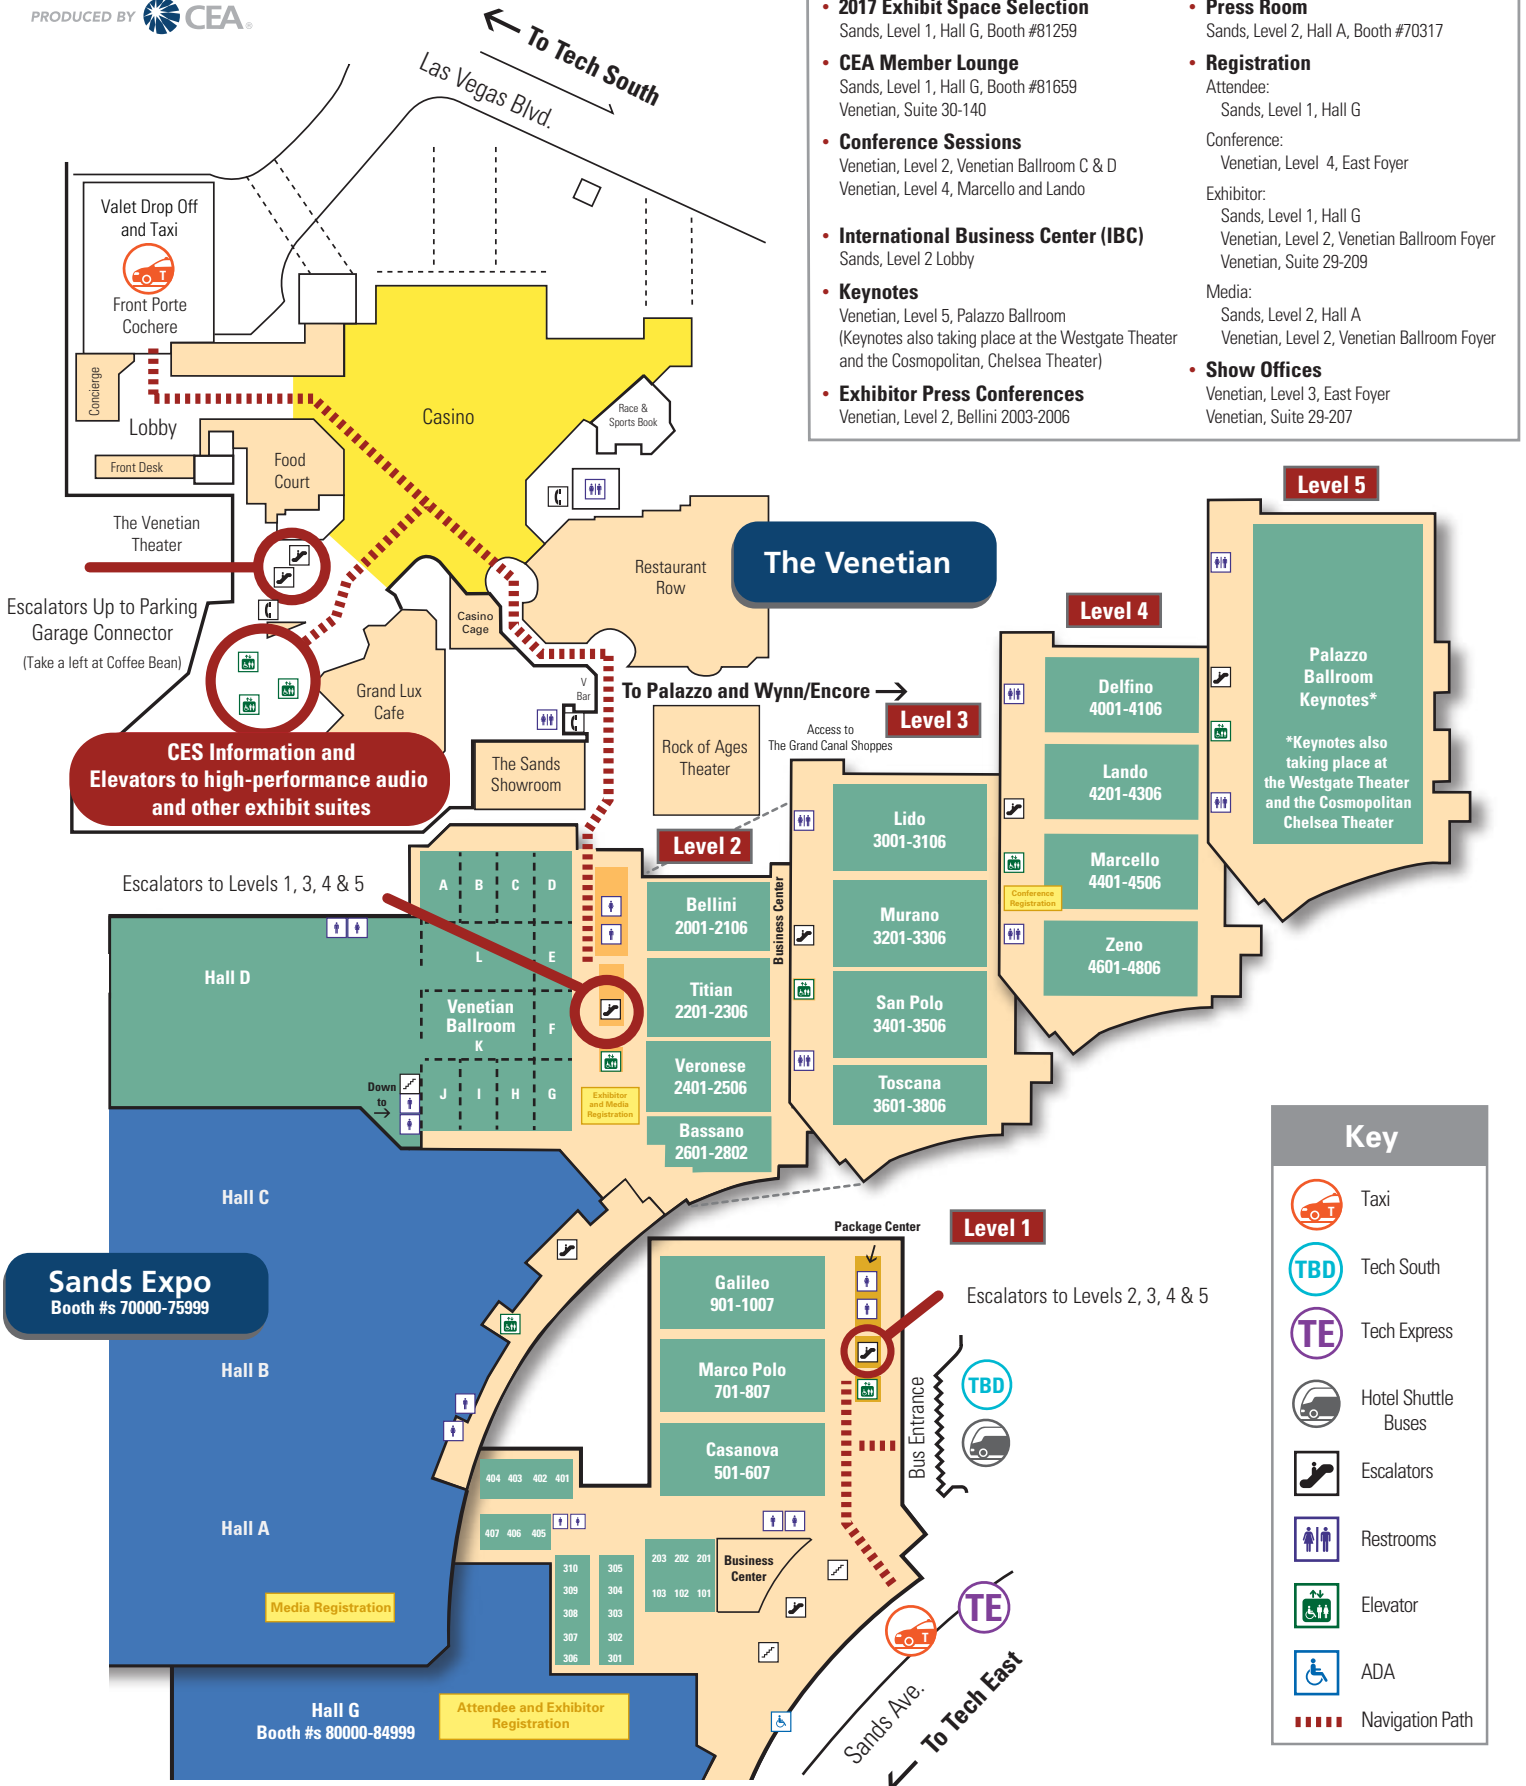 PRODUCED BY CEA®
To Tech South
Las Vegas Blvd.
• 2017 Exhibit Space Selection
Sands, Level 1, Hall G, Booth #81259
• CEA Member Lounge
Sands, Level 1, Hall G, Booth #81659
Venetian, Suite 30-140
• Conference Sessions
Venetian, Level 2, Venetian Ballroom C & D
Venetian, Level 4, Marcello and Lando
• International Business Center (IBC)
Sands, Level 2 Lobby
• Keynotes
Venetian, Level 5, Palazzo Ballroom
(Keynotes also taking place at the Westgate Theater
and the Cosmopolitan, Chelsea Theater)
• Exhibitor Press Conferences
Venetian, Level 2, Bellini 2003-2006
• Press Room
Sands, Level 2, Hall A, Booth #70317
• Registration
Attendee:
Sands, Level 1, Hall G
Conference:
Venetian, Level 4, East Foyer
Exhibitor:
Sands, Level 1, Hall G
Venetian, Level 2, Venetian Ballroom Foyer
Venetian, Suite 29-209
Media:
Sands, Level 2, Hall A
Venetian, Level 2, Venetian Ballroom Foyer
• Show Offices
Venetian, Level 3, East Foyer
Venetian, Suite 29-207
Valet Drop Off
and Taxi
T
Front Porte
Cochere
Concierge
Lobby
Front Desk
Food
Court
Casino
Race &
Sports Book
The Venetian
Theater
Escalators Up to Parking
Garage Connector
(Take a left at Coffee Bean)
Casino
Cage
Restaurant
Row
The Venetian
Grand Lux
Cafe
V
Bar
To Palazzo and Wynn/Encore
CES Information and
Elevators to high-performance audio
and other exhibit suites
The Sands
Showroom
Rock of Ages
Theater
Access to
The Grand Canal Shoppes
Level 5
Palazzo
Ballroom
Keynotes*
*Keynotes also
taking place at
the Westgate Theater
and the Cosmopolitan
Chelsea Theater
Level 4
Delfino
4001-4106
Lando
4201-4306
Marcello
4401-4506
Conference
Registration
Zeno
4601-4806
Level 3
Lido
3001-3106
Murano
3201-3306
San Polo
3401-3506
Toscana
3601-3806
Level 2
Business Center
Bellini
2001-2106
Titian
2201-2306
Veronese
2401-2506
Bassano
2601-2802
Exhibitor
and Media
Registration
Escalators to Levels 1, 3, 4 & 5
A B C D
L E
Venetian
Ballroom
F
K
J I H G
Down
to
Hall D
Hall C
Sands Expo
Booth #s 70000-75999
Hall B
Hall A
Media Registration
Hall G
Booth #s 80000-84999
Attendee and Exhibitor
Registration
Level 1
Package Center
Galileo
901-1007
Marco Polo
701-807
Casanova
501-607
Escalators to Levels 2, 3, 4 & 5
Bus Entrance
TBD
404 403 402 401
407 406 405
310 305
309 304
308 303
307 302
306 301
203 202 201
103 102 101
Business
Center
T
TE
Sands Ave.
To Tech East
Key
T Taxi
TBD Tech South
TE Tech Express
Hotel Shuttle
Buses
Escalators
Restrooms
Elevator
ADA
Navigation Path